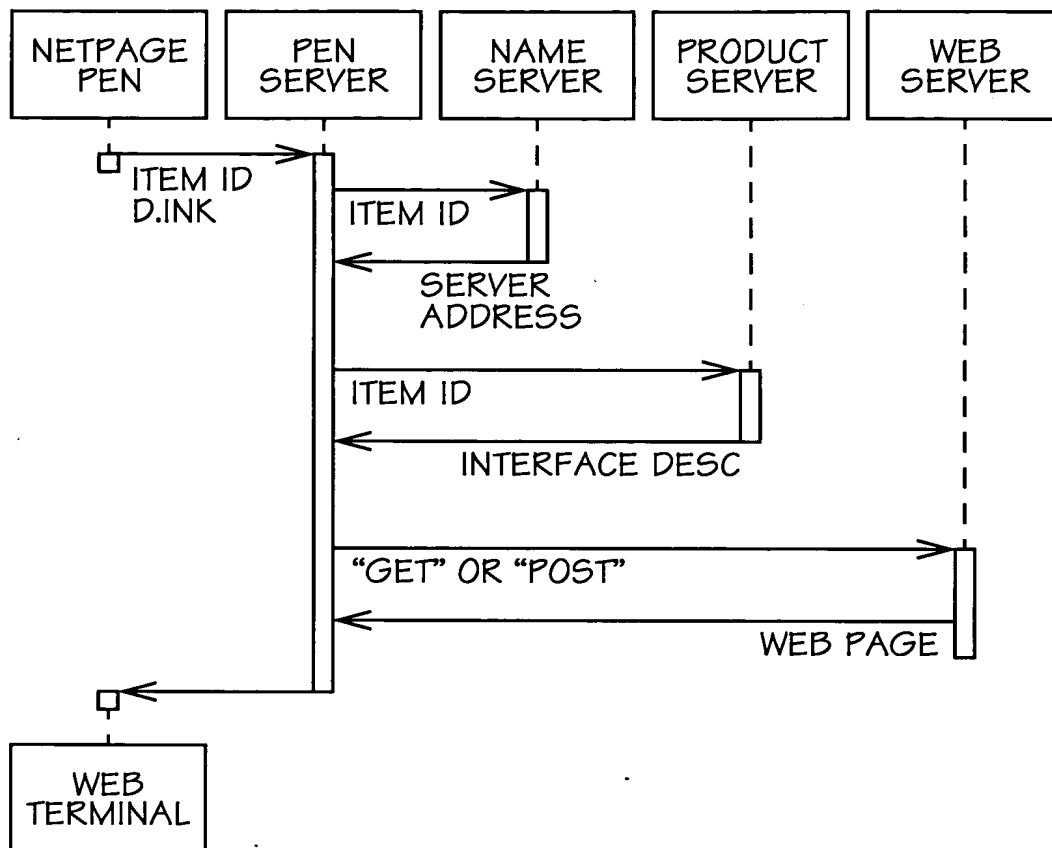 NETPAGE
PEN
PEN
SERVER
NAME
SERVER
PRODUCT
SERVER
WEB
SERVER
ITEM ID
D.INK
ITEM ID
SERVER
ADDRESS
ITEM ID
INTERFACE DESC
“GET” OR “POST”
WEB PAGE
WEB
TERMINAL